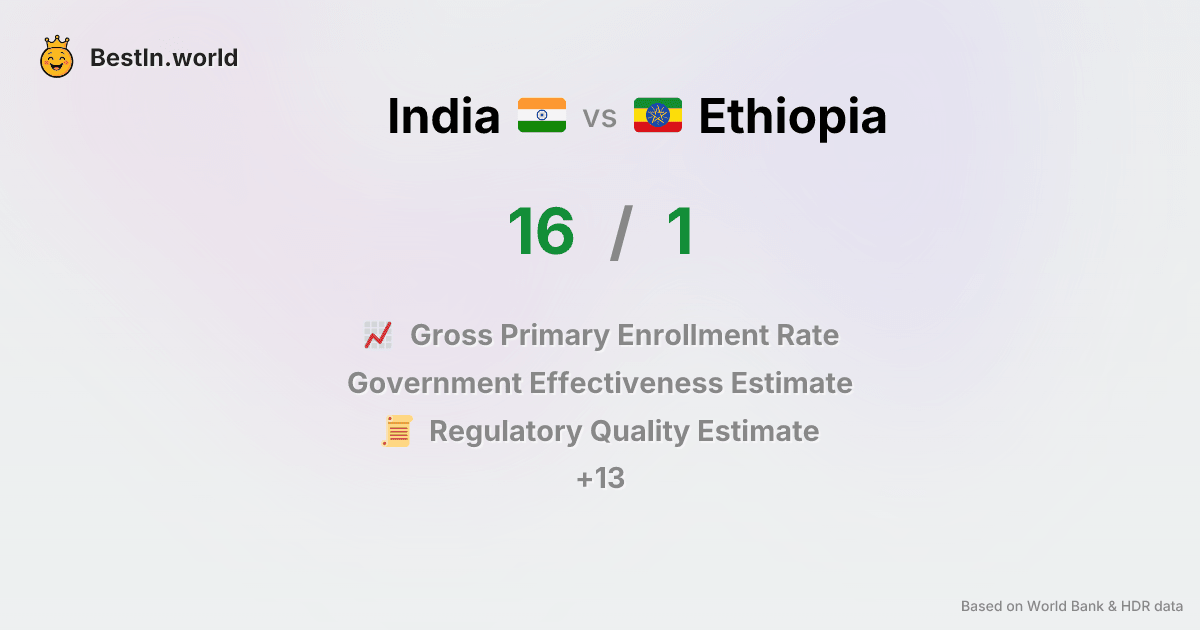 BestIn.world
India vs Ethiopia
16 / 1
Gross Primary Enrollment Rate
Government Effectiveness Estimate
Regulatory Quality Estimate
+13
Based on World Bank & HDR data